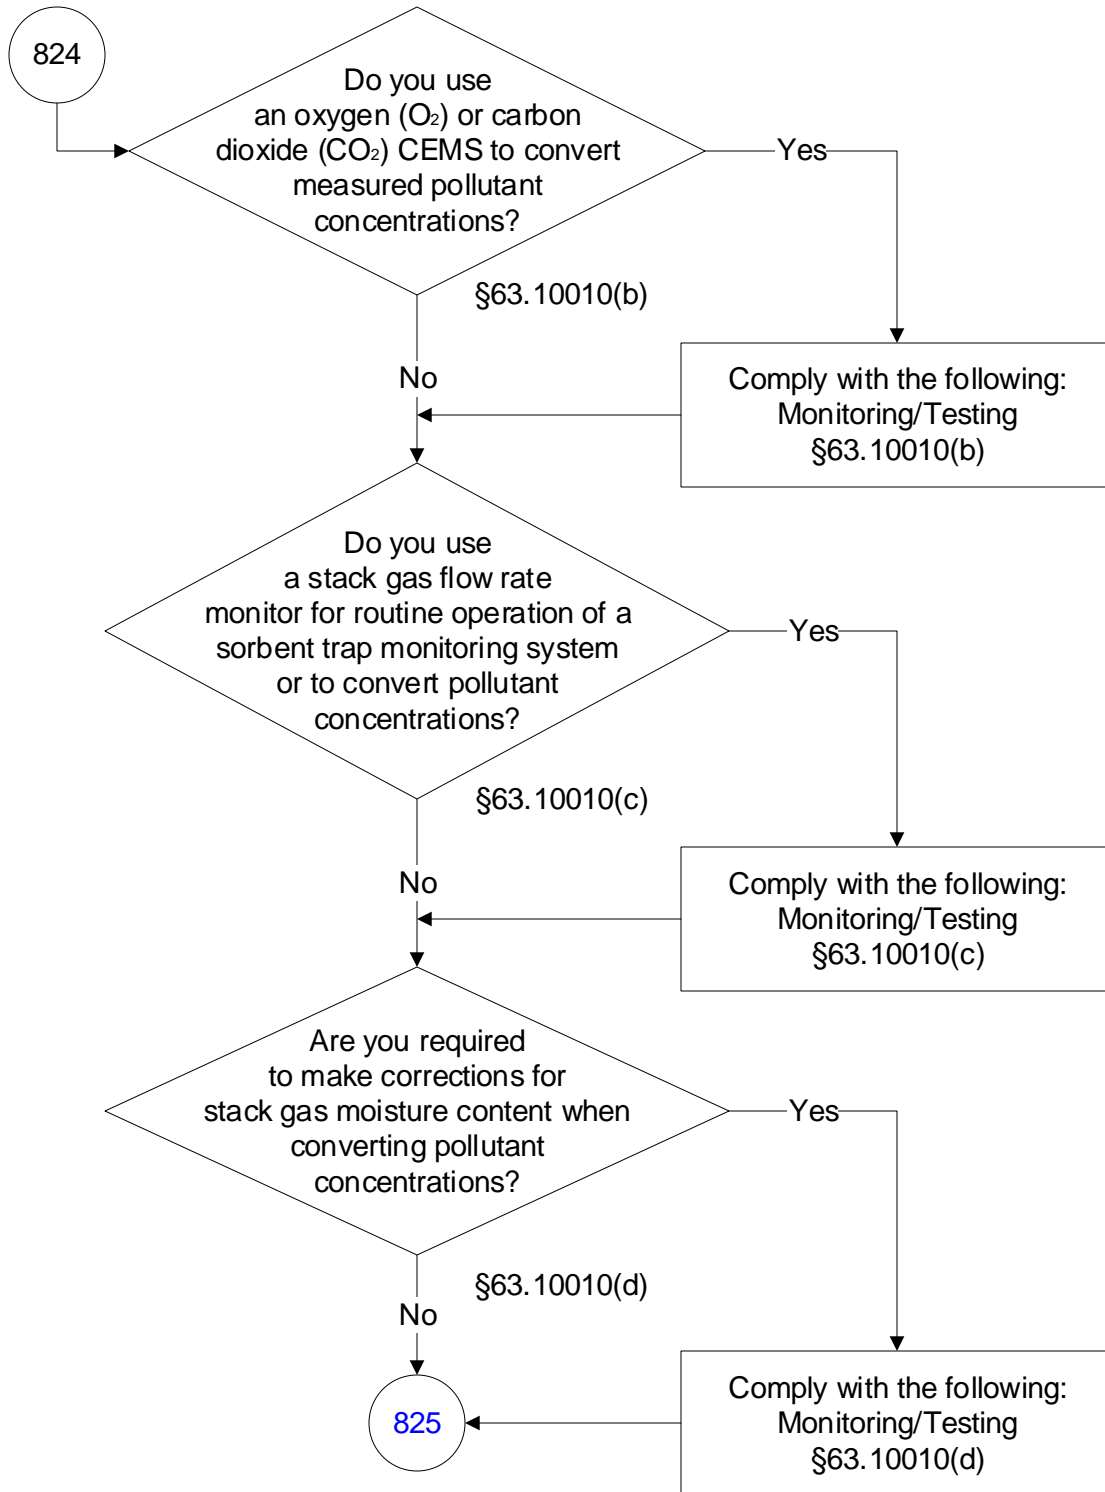 824
Do you use
an oxygen (O₂) or carbon
dioxide (CO₂) CEMS to convert
measured pollutant
concentrations?
Yes
§63.10010(b)
No
Comply with the following:
Monitoring/Testing
§63.10010(b)
Do you use
a stack gas flow rate
monitor for routine operation of a
sorbent trap monitoring system
or to convert pollutant
concentrations?
Yes
§63.10010(c)
No
Comply with the following:
Monitoring/Testing
§63.10010(c)
Are you required
to make corrections for
stack gas moisture content when
converting pollutant
concentrations?
Yes
§63.10010(d)
No
Comply with the following:
Monitoring/Testing
§63.10010(d)
825